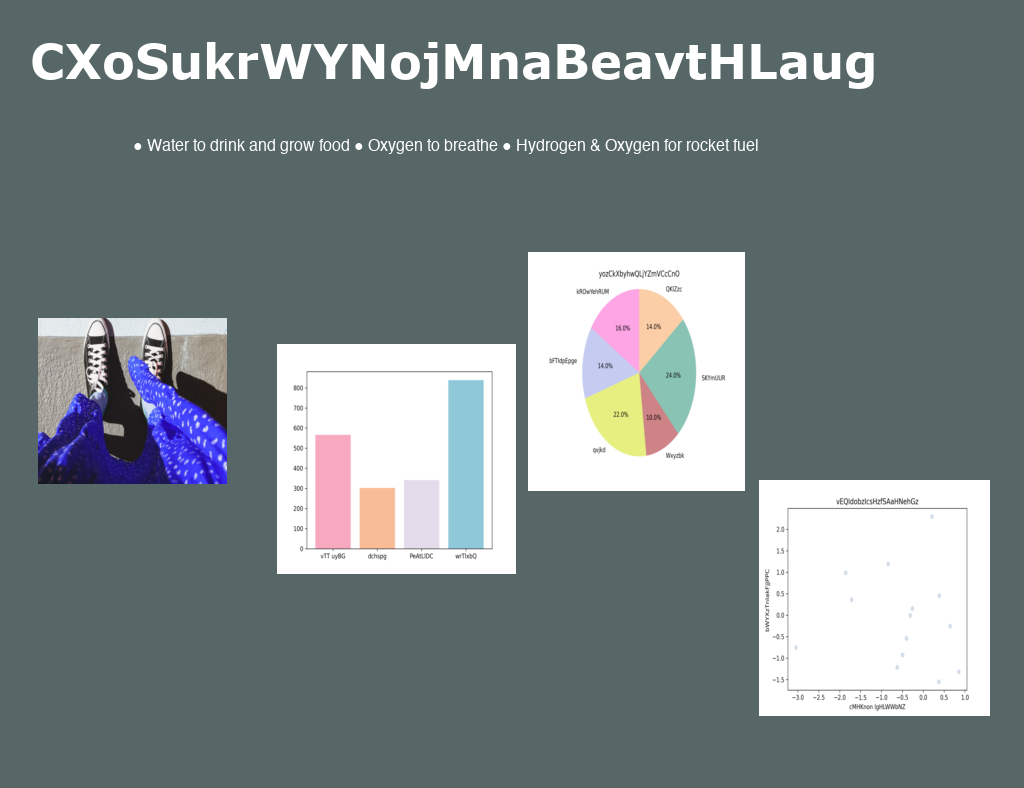 CXoSukrWYNojMnaBeavtHLaug
● Water to drink and grow food ● Oxygen to breathe ● Hydrogen & Oxygen for rocket fuel
800
700
600
500
400
300
200
100
0
vTT uyBG dchspg PeAtLIDC wrTlxbQ
yozCkXbyhwQLjYZmVCcCnO
kROwYehRUM
QKIZzc
16.0% 14.0%
bFTIdpEpge 14.0% 24.0% SKYmUUR
22.0% 10.0%
qvjkd
Wxyzbk
vEQIdobzIcsHzfSAaHNehGz
2.0
1.5
1.0
0.5
0.0
−0.5
−1.0
−1.5
−3.0 −2.5 −2.0 −1.5 −1.0 −0.5 0.0 0.5 1.0
cMHKnon IgHLWWbNZ